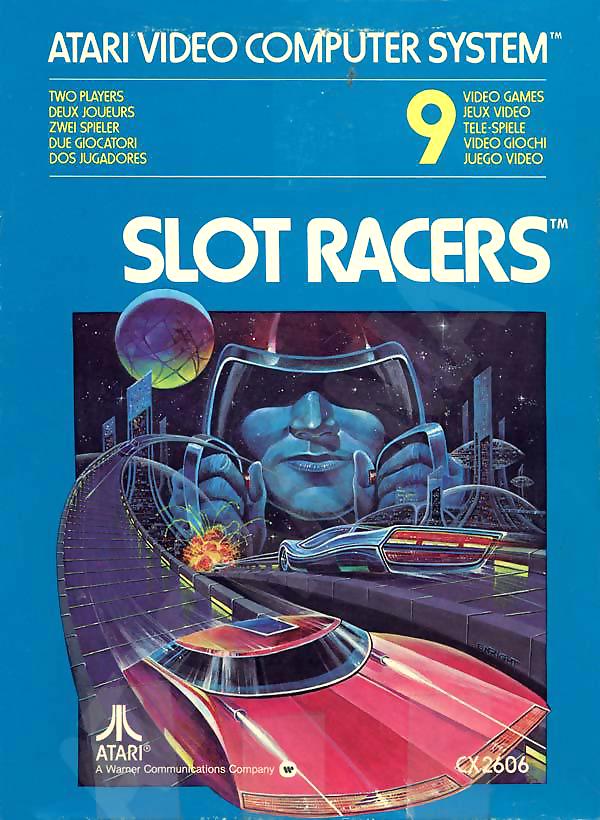 ATARI VIDEO COMPUTER SYSTEM™
TWO PLAYERS
DEUX JOUEURS
ZWEI SPIELER
DUE GIOCATORI
DOS JUGADORES
9
VIDEO GAMES
JEUX VIDEO
TELE-SPIELE
VIDEO GIOCHI
JUEGO VIDEO
SLOT RACERS™
ATARI®
A Warner Communications Company
CX2606